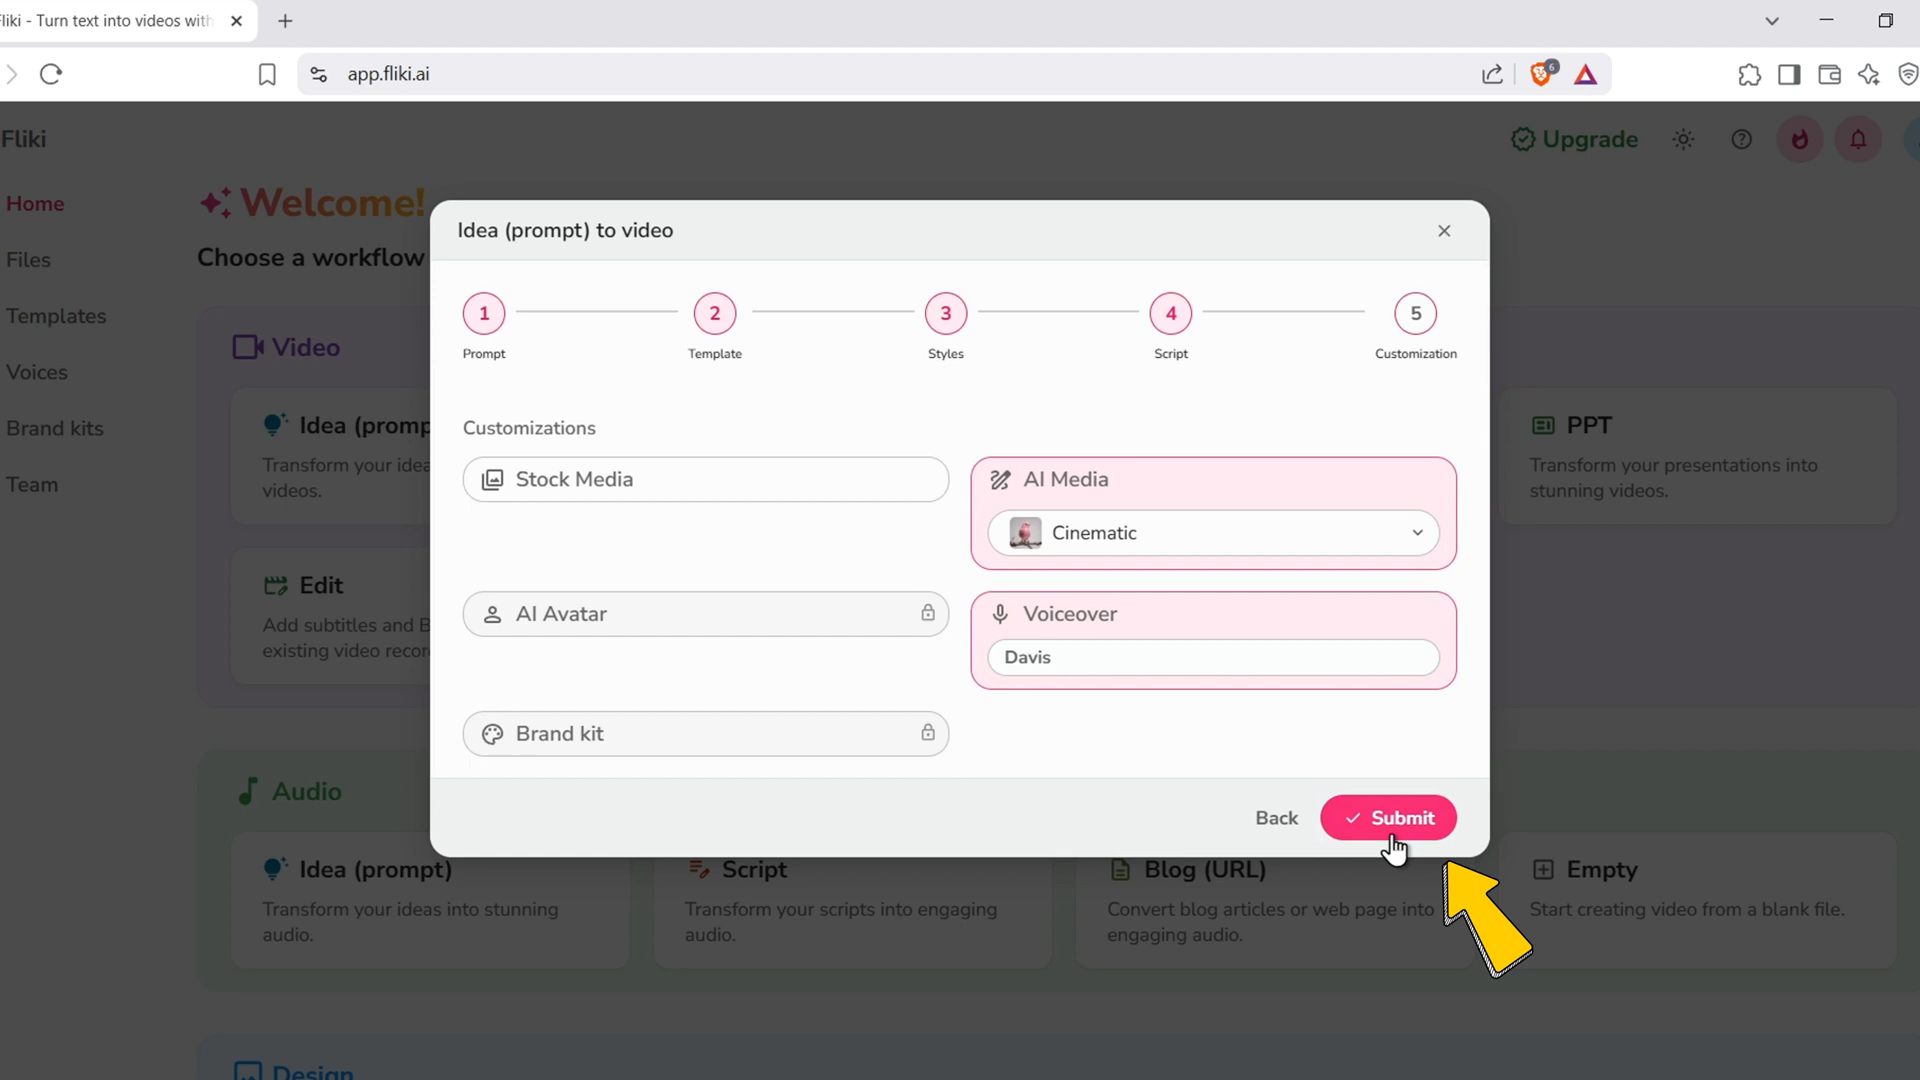 Fliki - Turn text into videos with
app.fliki.ai
6
Fliki
Upgrade
Home
Files
Templates
Voices
Brand kits
Team
Welcome!
Choose a workflow
Video
Idea (promp
Transform your idea
videos.
Edit
Add subtitles and B
existing video recor
PPT
Transform your presentations into
stunning videos.
Idea (prompt) to video
1
2
3
4
5
Prompt
Template
Styles
Script
Customization
Customizations
Stock Media
AI Media
Cinematic
AI Avatar
Voiceover
Davis
Brand kit
Back
Submit
Audio
Idea (prompt)
Transform your ideas into stunning
audio.
Script
Transform your scripts into engaging
audio.
Blog (URL)
Convert blog articles or web page into
engaging audio.
Empty
Start creating video from a blank file.
Design